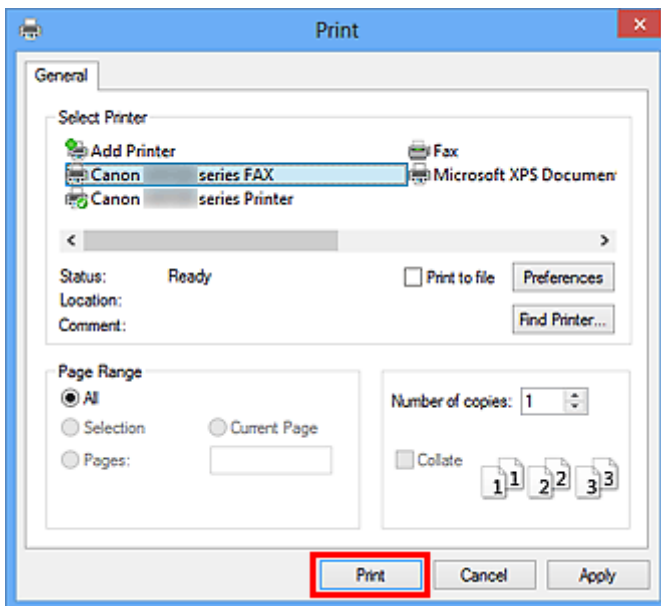 Print
General
Select Printer
Add Printer
Fax
Canon series FAX
Microsoft XPS Documen
Canon series Printer
Status: Ready
Print to file
Preferences
Location:
Comment:
Find Printer...
Page Range
All
Number of copies: 1
Selection
Current Page
Pages:
Collate
1 1 2 2 3 3
Print
Cancel
Apply